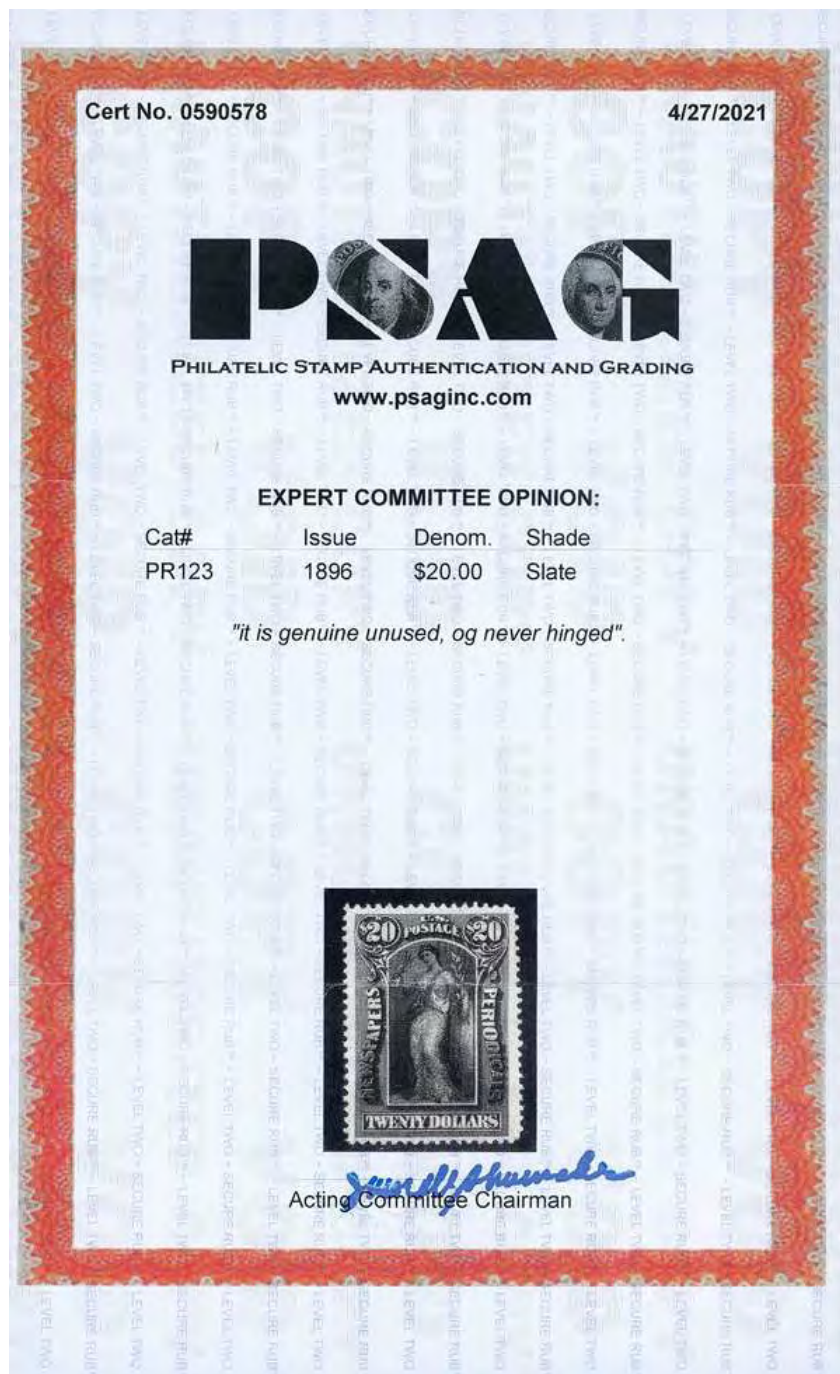 Cert No. 0590578 4/27/2021
PSAG
PHILATELIC STAMP AUTHENTICATION AND GRADING
www.psaginc.com
EXPERT COMMITTEE OPINION:
Cat# Issue Denom. Shade
PR123 1896 $20.00 Slate
"it is genuine unused, og never hinged".
U.S.
$20 POSTAGE $20
NEWSPAPERS PERIODICALS
TWENTY DOLLARS
Acting Committee Chairman